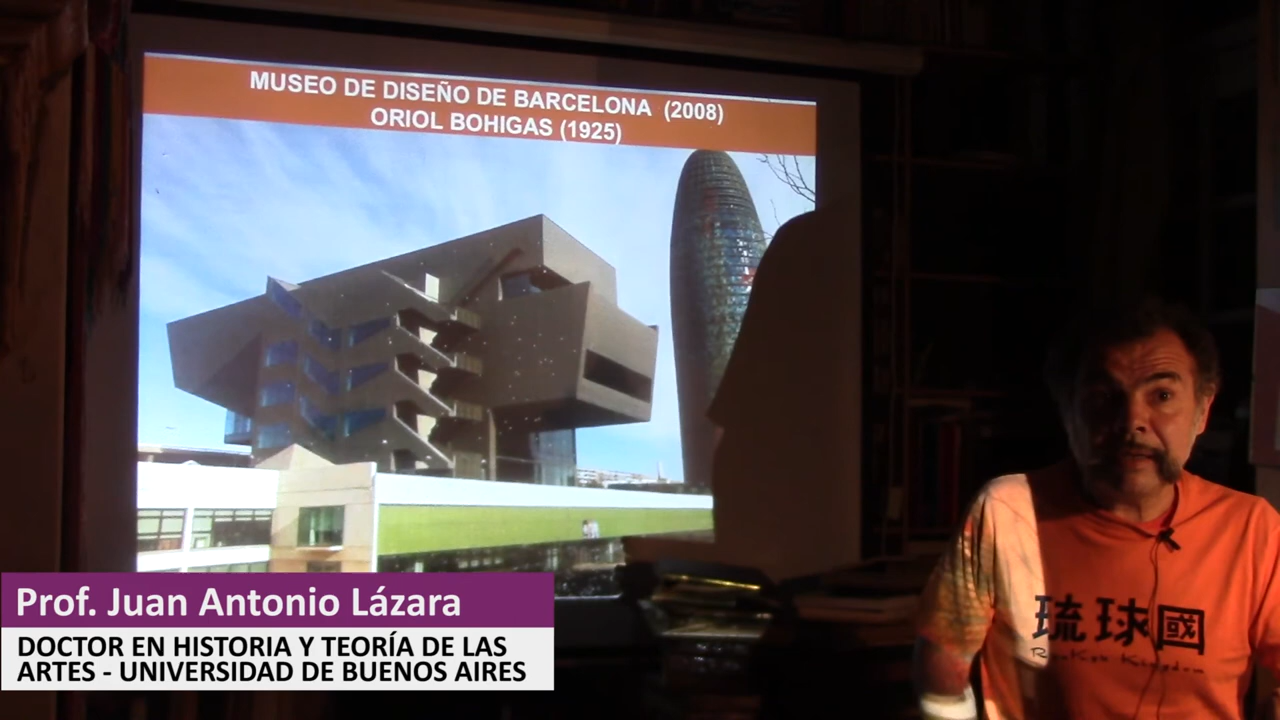 MUSEO DE DISEÑO DE BARCELONA (2008)
ORIOL BOHIGAS (1925)
琉球國
Kingdom
Prof. Juan Antonio Lázara
DOCTOR EN HISTORIA Y TEORÍA DE LAS
ARTES - UNIVERSIDAD DE BUENOS AIRES